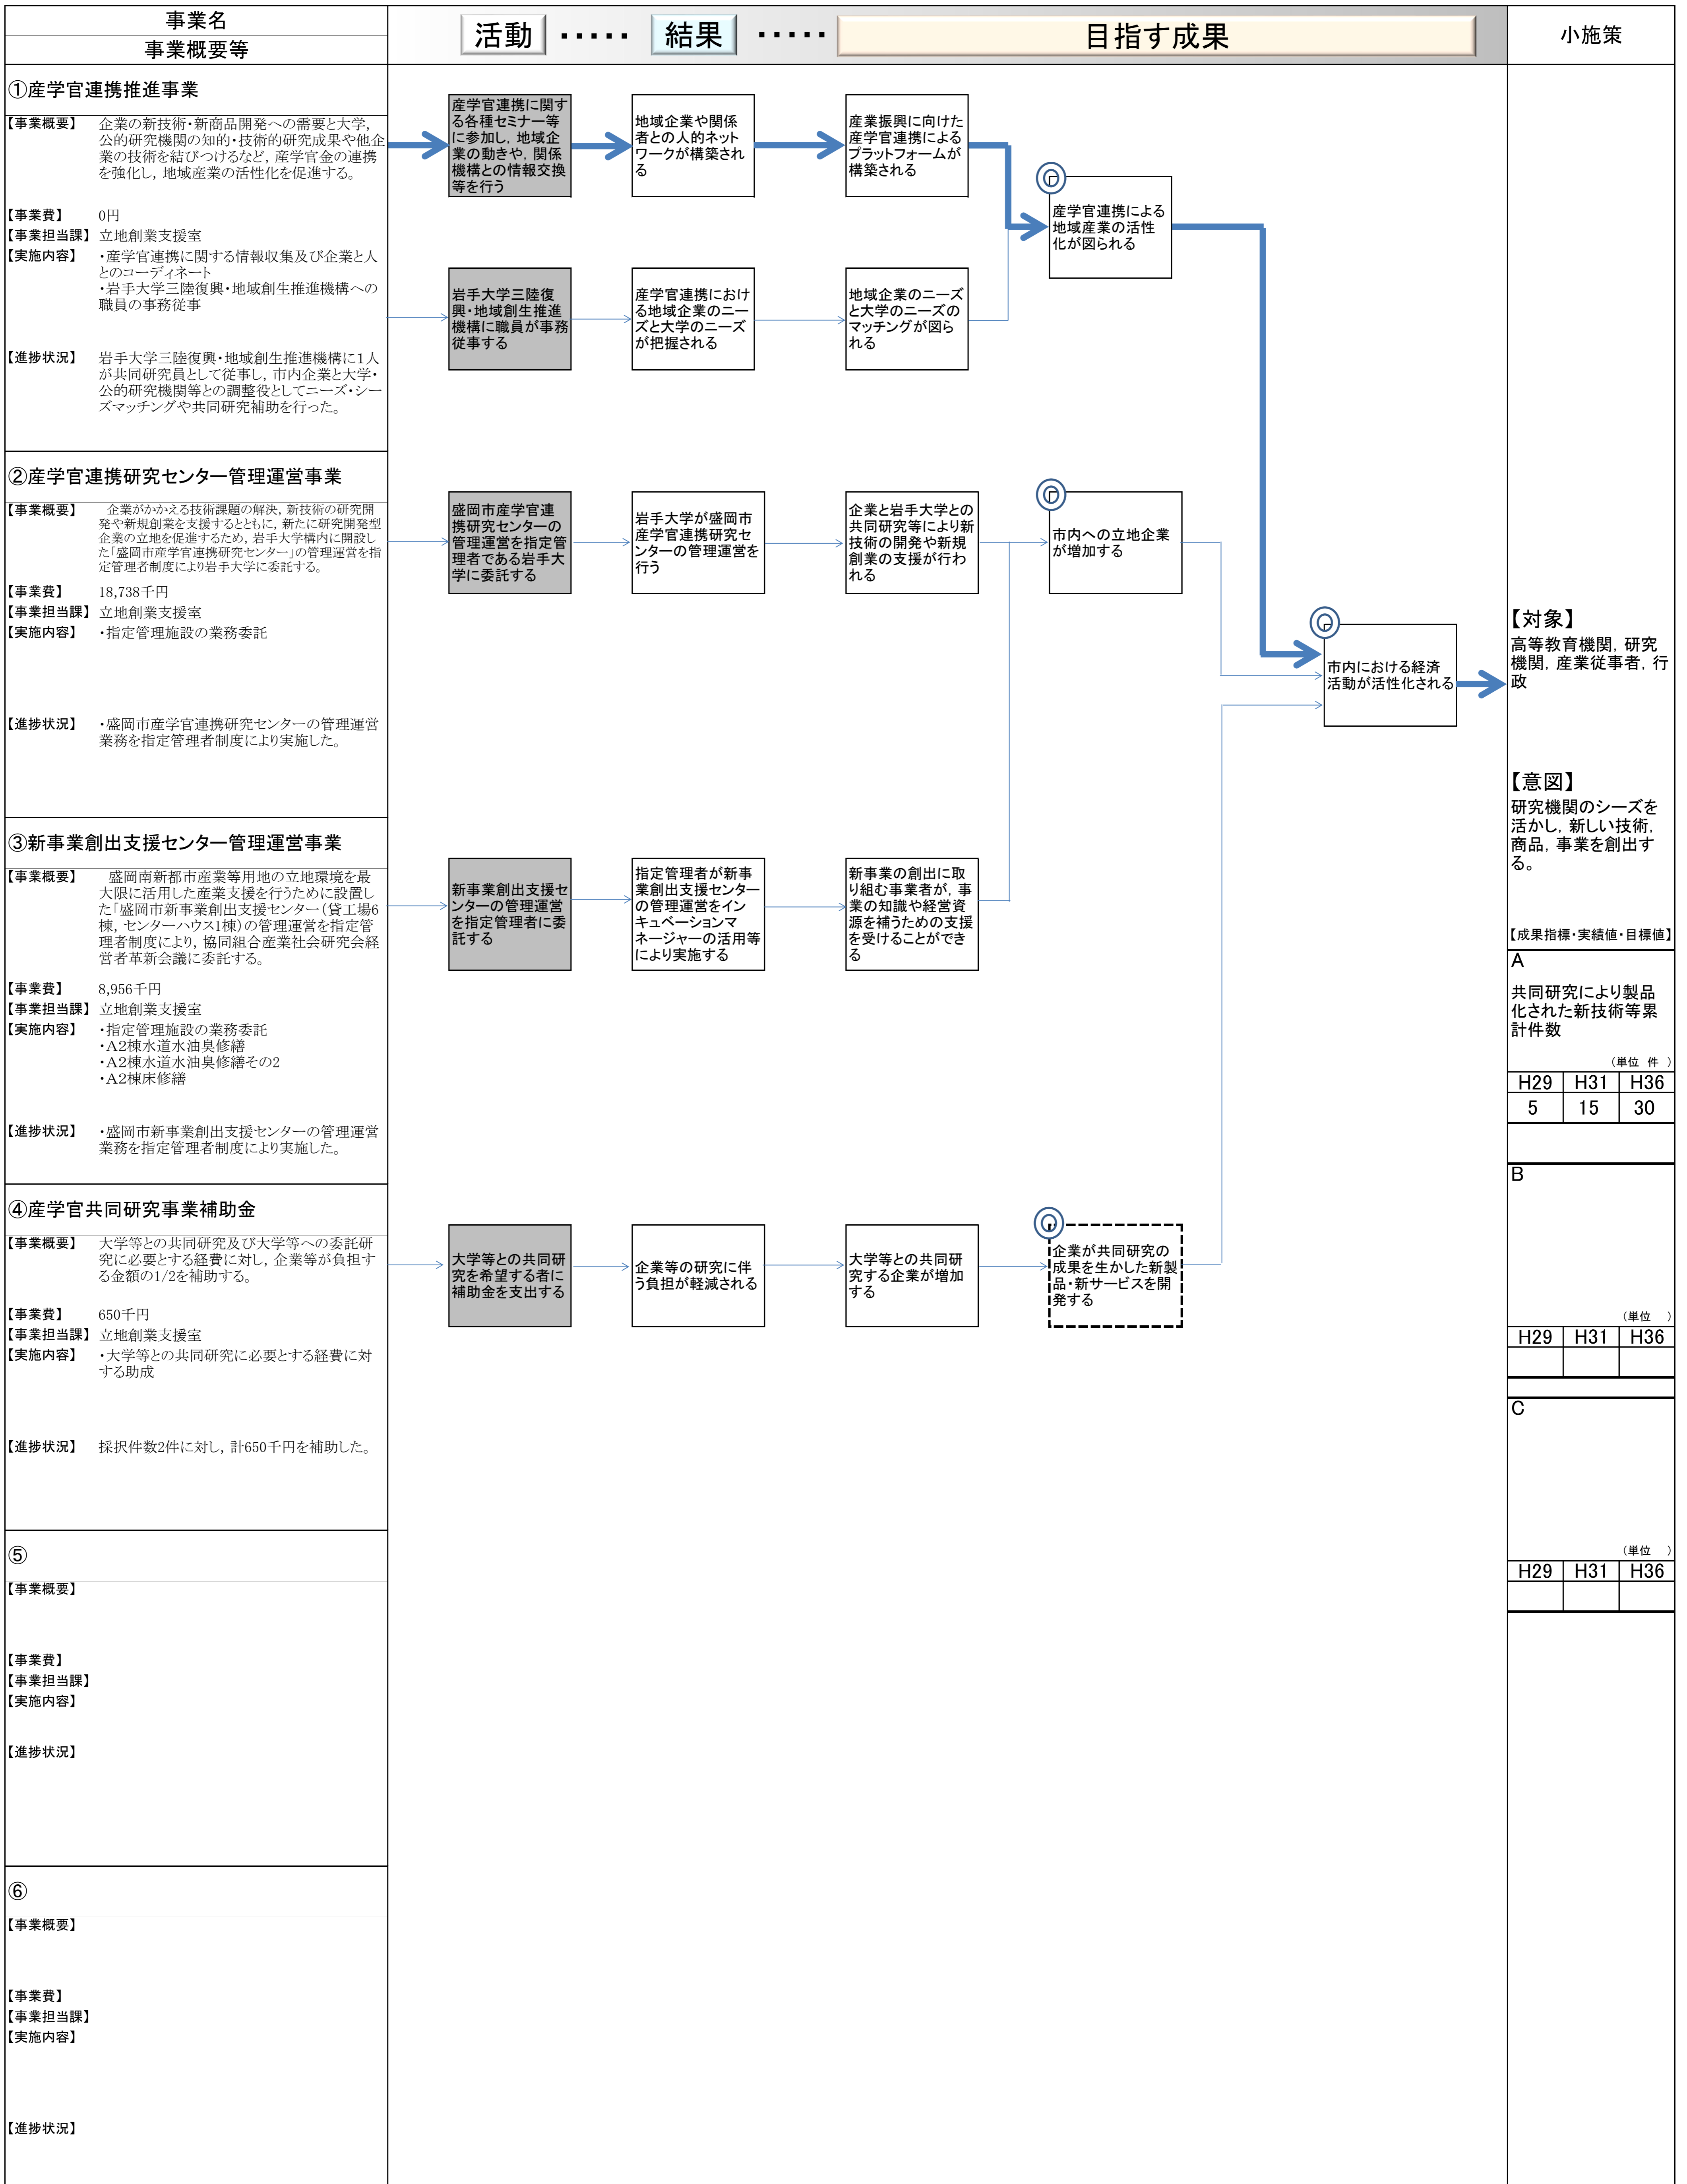 事業名
事業概要等
活動 ・・・・・ 結果 ・・・・・ 目指す成果
小施策
①産学官連携推進事業
【事業概要】 企業の新技術・新商品開発への需要と大学,
公的研究機関の知的・技術的研究成果や他企
業の技術を結びつけるなど, 産学官金の連携
を強化し, 地域産業の活性化を促進する。
【事業費】 0円
【事業担当課】 立地創業支援室
【実施内容】 ・産学官連携に関する情報収集及び企業と人
とのコーディネート
・岩手大学三陸復興・地域創生推進機構への
職員の事務従事
【進捗状況】 岩手大学三陸復興・地域創生推進機構に1人
が共同研究員として従事し, 市内企業と大学・
公的研究機関等との調整役としてニーズ・シー
ズマッチングや共同研究補助を行った。
産学官連携に関す
る各種セミナー等
に参加し, 地域企
業の動きや, 関係
機構との情報交換
等を行う
地域企業や関係
者との人的ネット
ワークが構築され
る
産業振興に向けた
産学官連携による
プラットフォームが
構築される
産学官連携による
地域産業の活性
化が図られる
岩手大学三陸復
興・地域創生推進
機構に職員が事務
従事する
産学官連携におけ
る地域企業のニー
ズと大学のニーズ
が把握される
地域企業のニーズ
と大学のニーズの
マッチングが図ら
れる
②産学官連携研究センター管理運営事業
【事業概要】 企業がかかえる技術課題の解決, 新技術の研究開
発や新規創業を支援するとともに, 新たに研究開発型
企業の立地を促進するため, 岩手大学構内に開設し
た「盛岡市産学官連携研究センター」の管理運営を指
定管理者制度により岩手大学に委託する。
【事業費】 18,738千円
【事業担当課】 立地創業支援室
【実施内容】 ・指定管理施設の業務委託
【進捗状況】 ・盛岡市産学官連携研究センターの管理運営
業務を指定管理者制度により実施した。
盛岡市産学官連
携研究センターの
管理運営を指定管
理者である岩手大
学に委託する
岩手大学が盛岡市
産学官連携研究セ
ンターの管理運営を
行う
企業と岩手大学との
共同研究等により新
技術の開発や新規
創業の支援が行わ
れる
市内への立地企業
が増加する
市内における経済
活動が活性化される
③新事業創出支援センター管理運営事業
【事業概要】 盛岡南新都市産業等用地の立地環境を最
大限に活用した産業支援を行うために設置し
た「盛岡市新事業創出支援センター（貸工場6
棟, センターハウス1棟）の管理運営を指定管
理者制度により, 協同組合産業社会研究会経
営者革新会議に委託する。
【事業費】 8,956千円
【事業担当課】 立地創業支援室
【実施内容】 ・指定管理施設の業務委託
・A2棟水道水油臭修繕
・A2棟水道水油臭修繕その2
・A2棟床修繕
【進捗状況】 ・盛岡市新事業創出支援センターの管理運営
業務を指定管理者制度により実施した。
新事業創出支援セ
ンターの管理運営
を指定管理者に委
託する
指定管理者が新事
業創出支援センター
の管理運営をイン
キュベーションマ
ネージャーの活用等
により実施する
新事業の創出に取
り組む事業者が, 事
業の知識や経営資
源を補うための支援
を受けることができ
る
④産学官共同研究事業補助金
【事業概要】 大学等との共同研究及び大学等への委託研
究に必要とする経費に対し, 企業等が負担す
る金額の1/2を補助する。
【事業費】 650千円
【事業担当課】 立地創業支援室
【実施内容】 ・大学等との共同研究に必要とする経費に対
する助成
【進捗状況】 採択件数2件に対し, 計650千円を補助した。
大学等との共同研
究を希望する者に
補助金を支出する
企業等の研究に伴
う負担が軽減される
大学等との共同研
究する企業が増加
する
企業が共同研究の
成果を生かした新製
品・新サービスを開
発する
⑤
【事業概要】
【事業費】
【事業担当課】
【実施内容】
【進捗状況】
⑥
【事業概要】
【事業費】
【事業担当課】
【実施内容】
【進捗状況】
【対象】
高等教育機関, 研究
機関, 産業従事者, 行
政
【意図】
研究機関のシーズを
活かし, 新しい技術,
商品, 事業を創出す
る。
【成果指標・実績値・目標値】
A
共同研究により製品
化された新技術等累
計件数
（単位 件 ）
H29 H31 H36
5 15 30
B
（単位 ）
H29 H31 H36
C
（単位 ）
H29 H31 H36